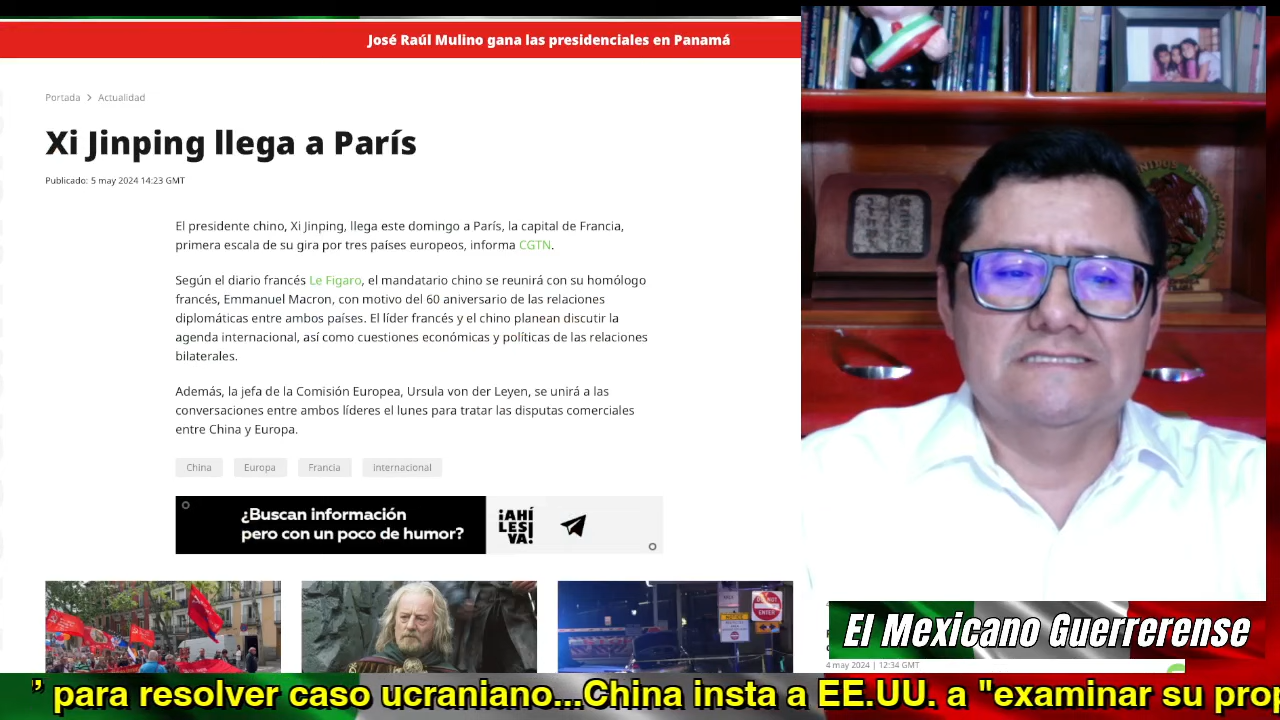 José Raúl Mulino gana las presidenciales en Panamá
Portada > Actualidad
Xi Jinping llega a París
Publicado: 5 may 2024 14:23 GMT
El presidente chino, Xi Jinping, llega este domingo a París, la capital de Francia,
primera escala de su gira por tres países europeos, informa CGTN.
Según el diario francés Le Figaro, el mandatario chino se reunirá con su homólogo
francés, Emmanuel Macron, con motivo del 60 aniversario de las relaciones
diplomáticas entre ambos países. El líder francés y el chino planean discutir la
agenda internacional, así como cuestiones económicas y políticas de las relaciones
bilaterales.
Además, la jefa de la Comisión Europea, Ursula von der Leyen, se unirá a las
conversaciones entre ambos líderes el lunes para tratar las disputas comerciales
entre China y Europa.
China Europa Francia Internacional
¿Buscan información
pero con un poco de humor?
¡AHÍ
LES
VA!
DO NOT
ENTER
El Mexicano Guerrerense
4 may 2024 | 12:34 GMT
’ para resolver caso ucraniano...China insta a EE.UU. a "examinar su prop